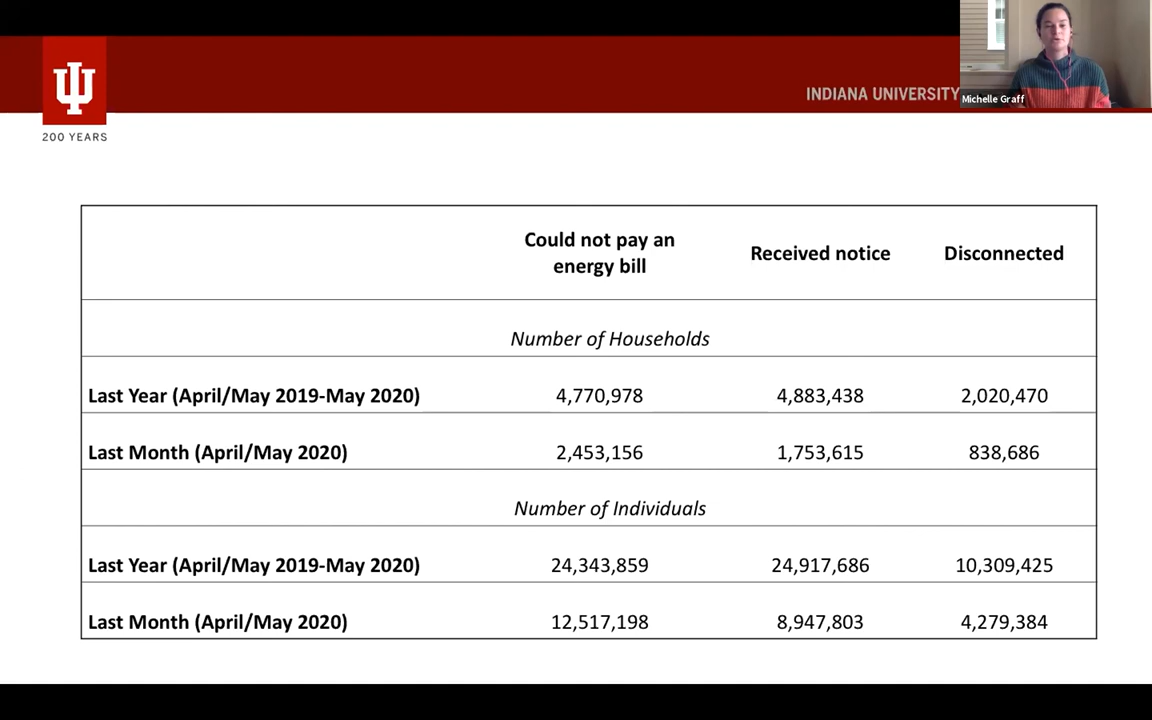 INDIANA UNIVERSITY
Michelle Graff
200 YEARS
Could not pay an
energy bill
Received notice
Disconnected
Number of Households
Last Year (April/May 2019-May 2020) 4,770,978 4,883,438 2,020,470
Last Month (April/May 2020) 2,453,156 1,753,615 838,686
Number of Individuals
Last Year (April/May 2019-May 2020) 24,343,859 24,917,686 10,309,425
Last Month (April/May 2020) 12,517,198 8,947,803 4,279,384